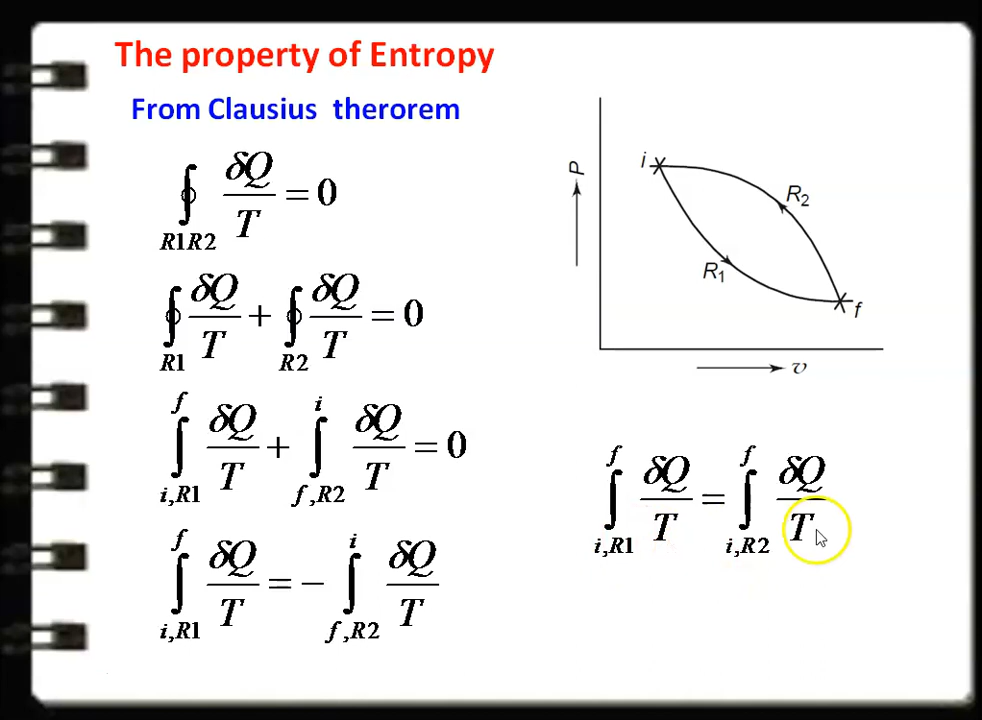 The property of Entropy
From Clausius therorem
∮_{R1R2} δQ/T = 0
∮_{R1} δQ/T + ∮_{R2} δQ/T = 0
∫_{i,R1}^{f} δQ/T + ∫_{f,R2}^{i} δQ/T = 0
∫_{i,R1}^{f} δQ/T = − ∫_{f,R2}^{i} δQ/T
P
i
R₂
R₁
f
v
∫_{i,R1}^{f} δQ/T = ∫_{i,R2}^{f} δQ/T